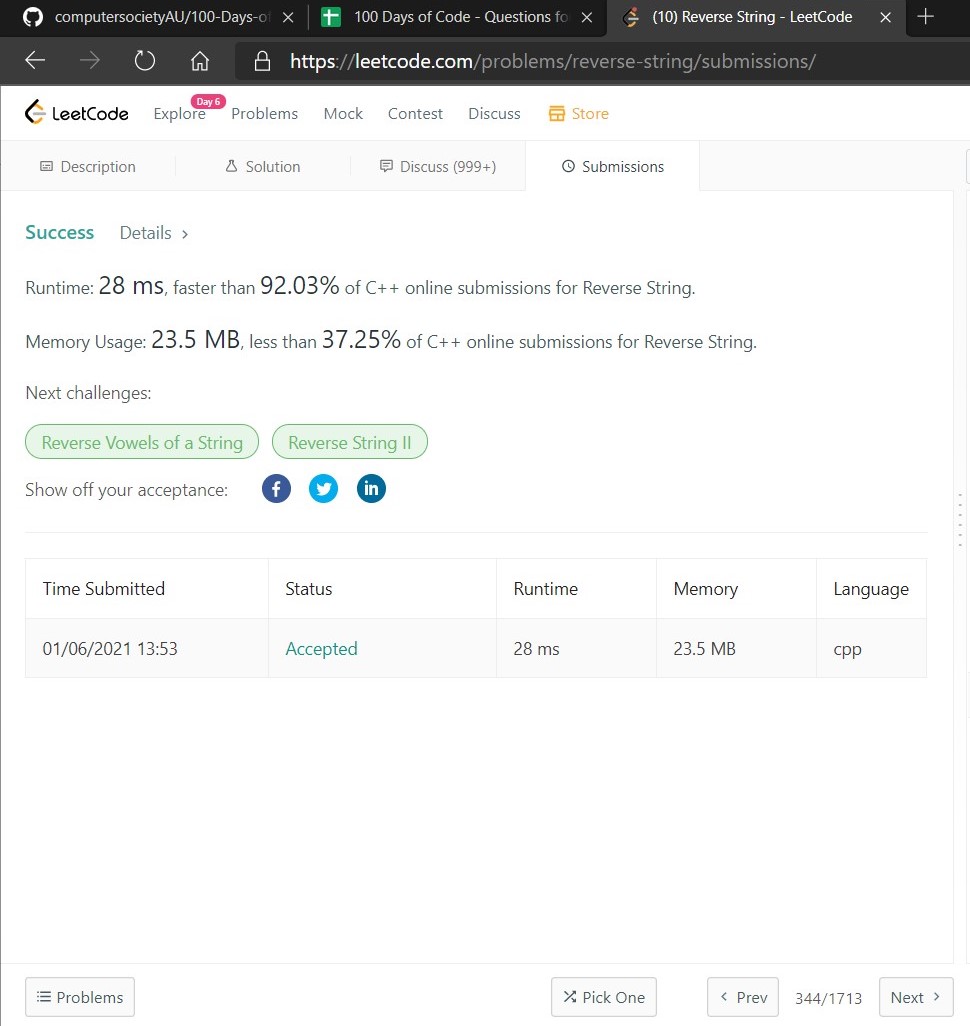 computersocietyAU/100-Days-of
100 Days of Code - Questions fo
(10) Reverse String - LeetCode
https://leetcode.com/problems/reverse-string/submissions/
LeetCode
Explore
Day 6
Problems
Mock
Contest
Discuss
Store
Description
Solution
Discuss (999+)
Submissions
Success Details >
Runtime: 28 ms, faster than 92.03% of C++ online submissions for Reverse String.
Memory Usage: 23.5 MB, less than 37.25% of C++ online submissions for Reverse String.
Next challenges:
Reverse Vowels of a String
Reverse String II
Show off your acceptance:
Time Submitted Status Runtime Memory Language
01/06/2021 13:53 Accepted 28 ms 23.5 MB cpp
Problems
Pick One
< Prev
344/1713
Next >